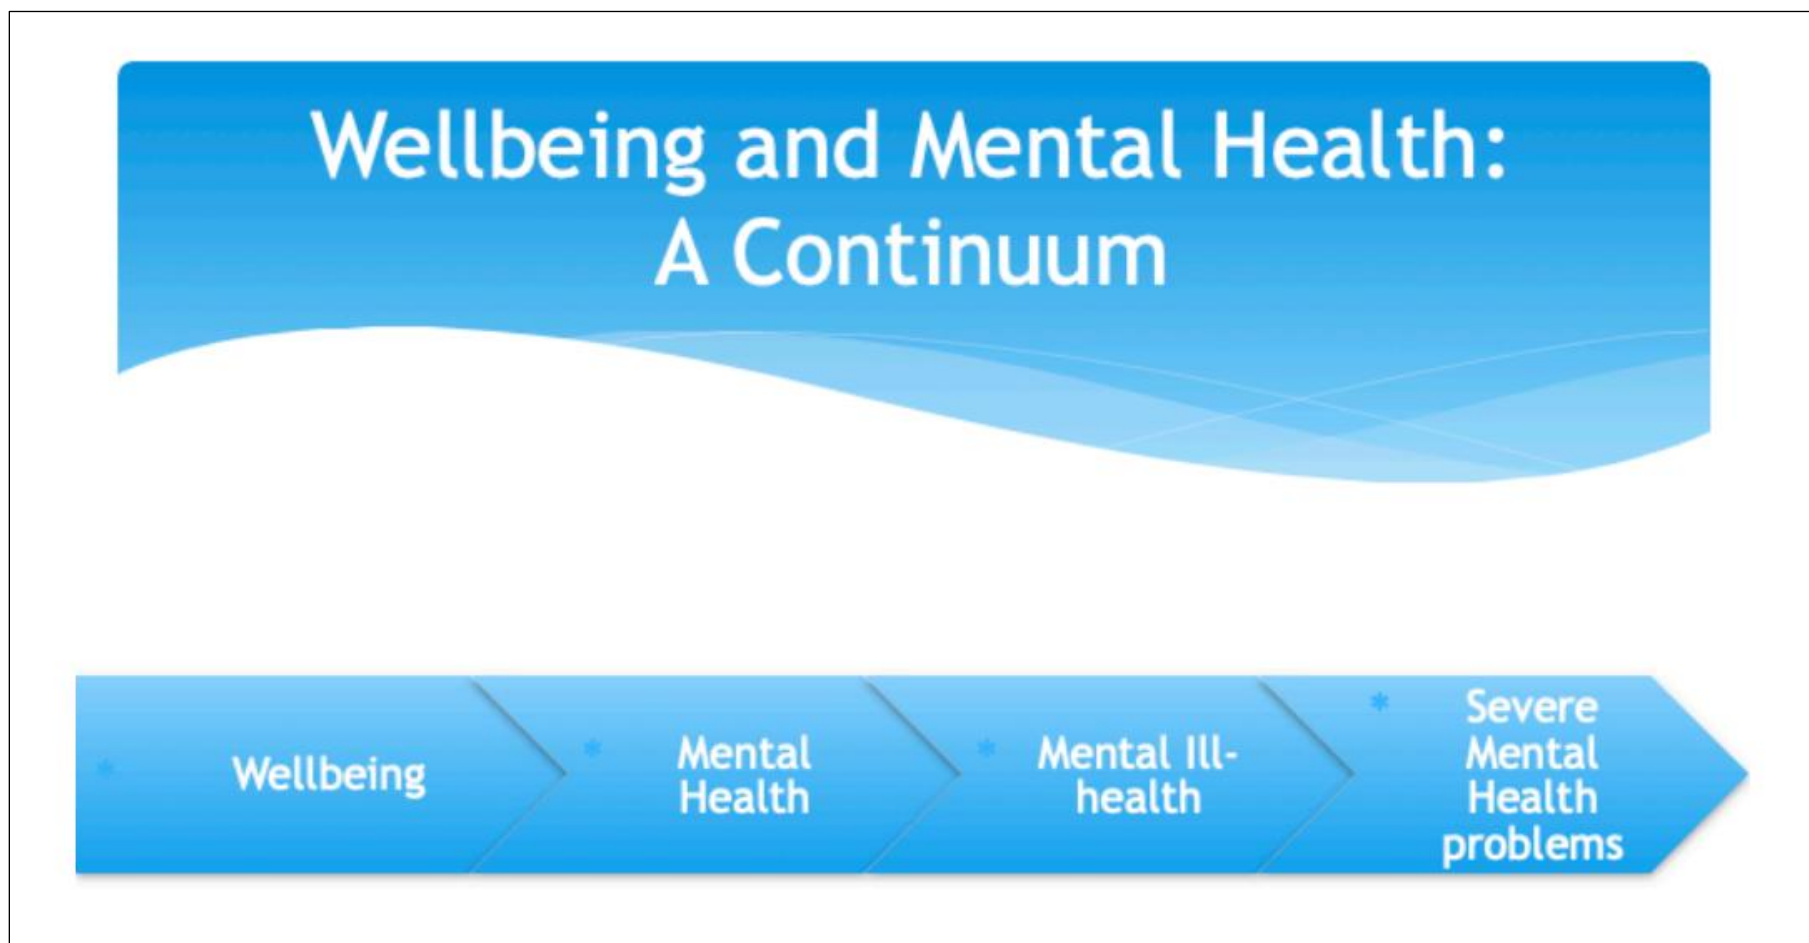 Wellbeing and Mental Health:
A Continuum
* Wellbeing
* Mental
Health
* Mental Ill-
health
* Severe
Mental
Health
problems